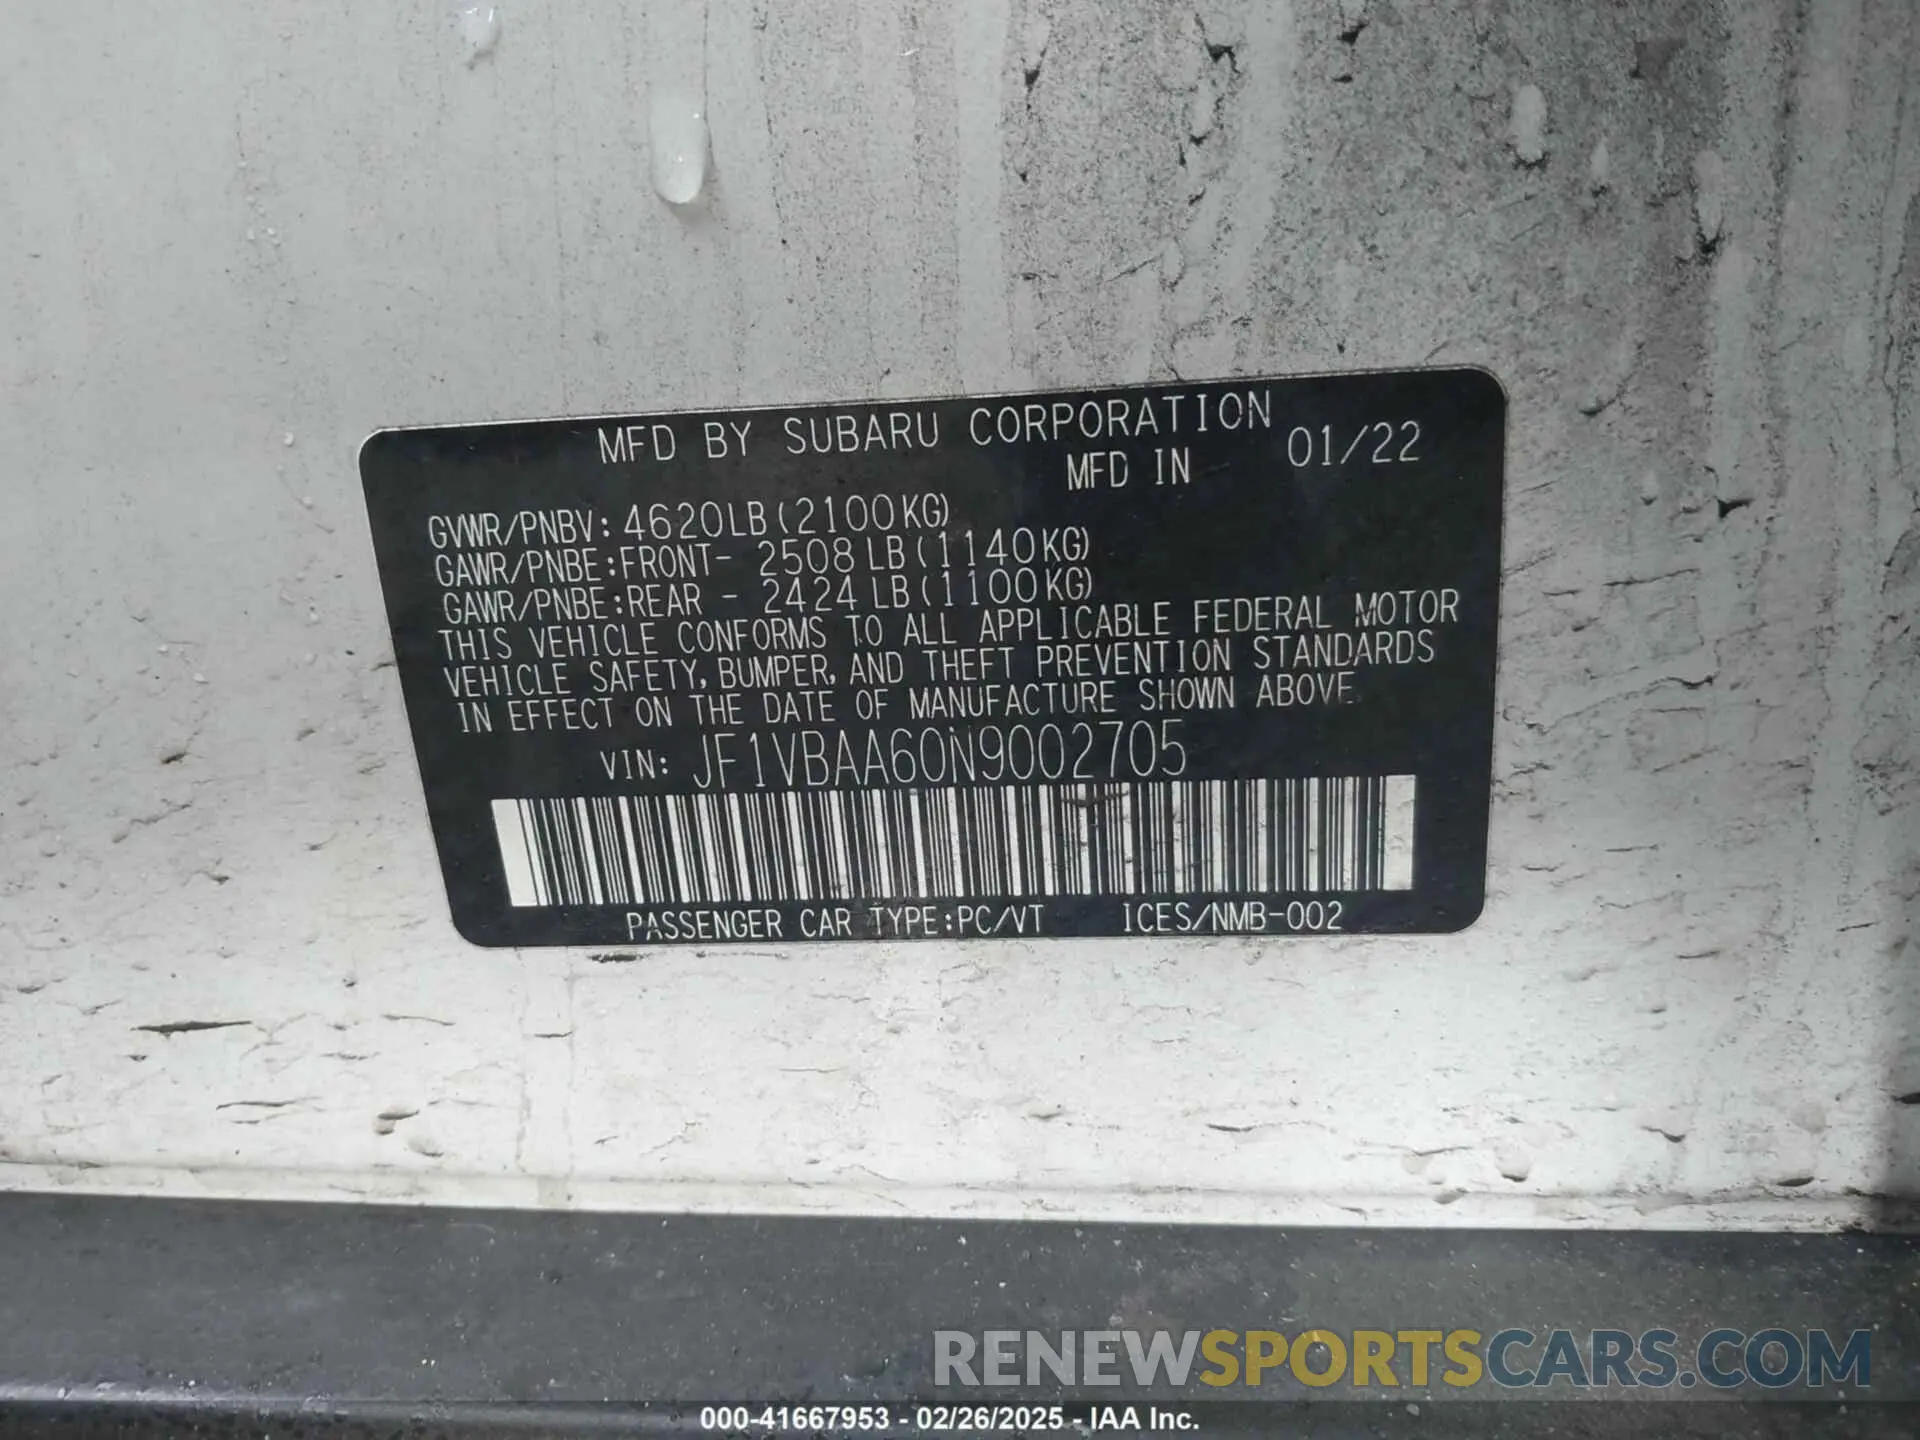 MFD BY SUBARU CORPORATION
MFD IN 01/22
GVWR/PNBV: 4620LB(2100KG)
GAWR/PNBE:FRONT- 2508LB(1140KG)
GAWR/PNBE:REAR - 2424LB(1100KG)
THIS VEHICLE CONFORMS TO ALL APPLICABLE FEDERAL MOTOR
VEHICLE SAFETY, BUMPER, AND THEFT PREVENTION STANDARDS
IN EFFECT ON THE DATE OF MANUFACTURE SHOWN ABOVE.
VIN: JF1VBAA60N9002705
PASSENGER CAR TYPE:PC/VT ICES/NMB-002
RENEWSPORTSCARS.COM
000-41667953 - 02/26/2025 - IAA Inc.